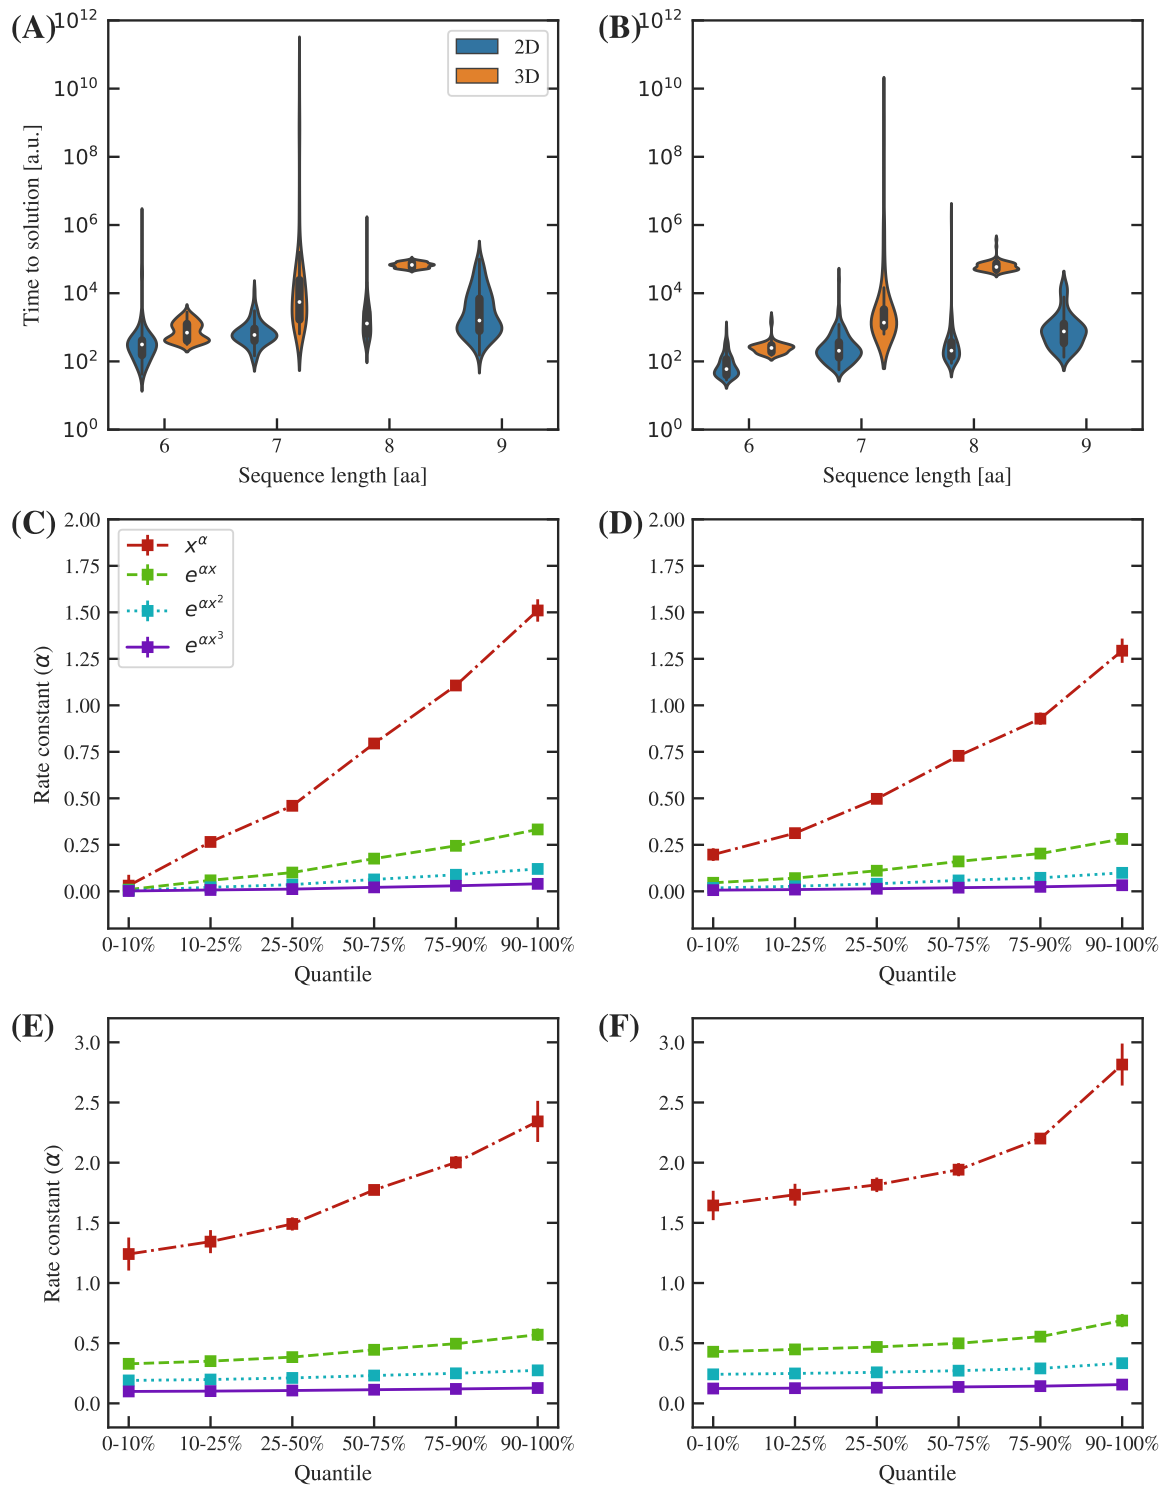 (A)
Time to solution [a.u.]
10^12
10^10
10^8
10^6
10^4
10^2
10^0
2D
3D
6 7 8 9
Sequence length [aa]
(B)
10^12
10^10
10^8
10^6
10^4
10^2
10^0
6 7 8 9
Sequence length [aa]
(C)
Rate constant (α)
2.00
1.75
1.50
1.25
1.00
0.75
0.50
0.25
0.00
x^α
e^αx
e^αx^2
e^αx^3
0-10% 10-25% 25-50% 50-75% 75-90% 90-100%
Quantile
(D)
2.00
1.75
1.50
1.25
1.00
0.75
0.50
0.25
0.00
0-10% 10-25% 25-50% 50-75% 75-90% 90-100%
Quantile
(E)
Rate constant (α)
3.0
2.5
2.0
1.5
1.0
0.5
0.0
0-10% 10-25% 25-50% 50-75% 75-90% 90-100%
Quantile
(F)
3.0
2.5
2.0
1.5
1.0
0.5
0.0
0-10% 10-25% 25-50% 50-75% 75-90% 90-100%
Quantile